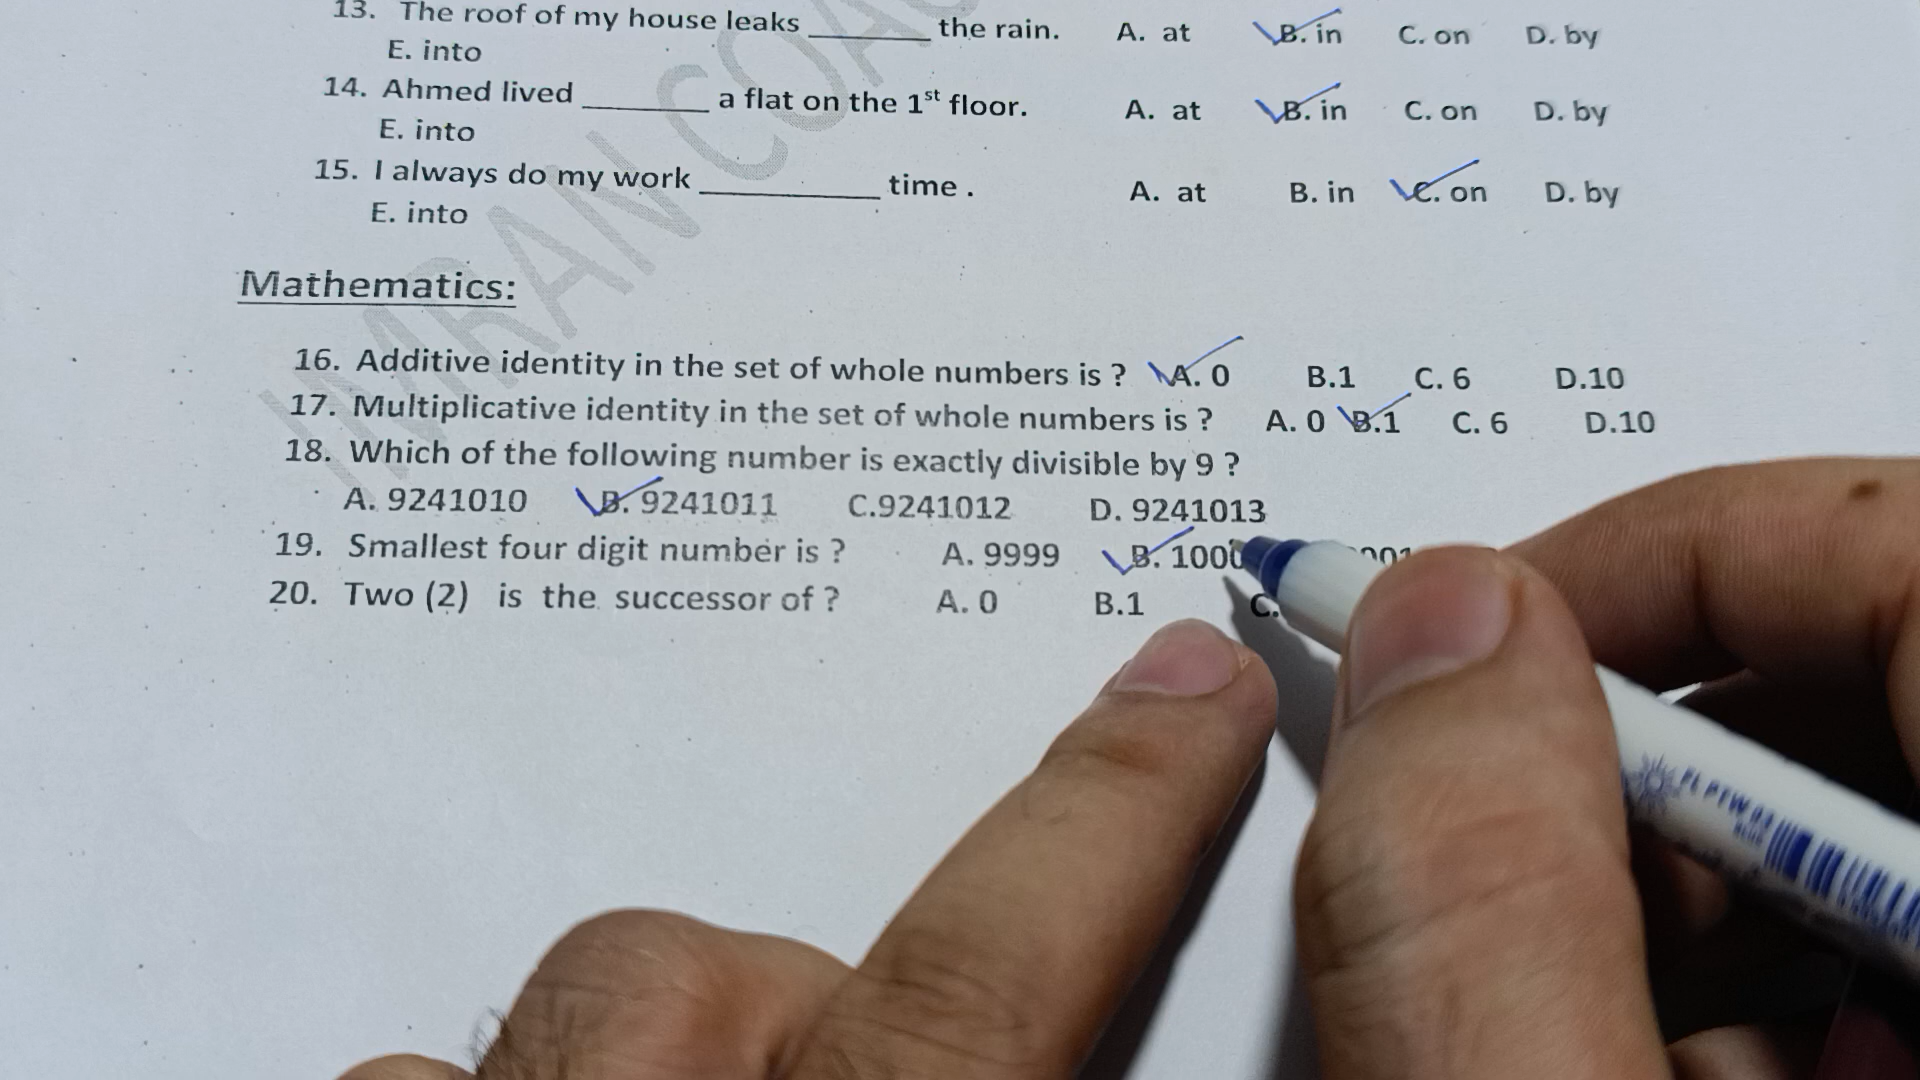 13. The roof of my house leaks ________ the rain. A. at B. in C. on D. by
E. into
14. Ahmed lived ________ a flat on the 1st floor. A. at B. in C. on D. by
E. into
15. I always do my work ____________ time . A. at B. in C. on D. by
E. into
Mathematics:
16. Additive identity in the set of whole numbers is ? A. 0 B.1 C. 6 D.10
17. Multiplicative identity in the set of whole numbers is ? A. 0 B.1 C. 6 D.10
18. Which of the following number is exactly divisible by 9 ?
A. 9241010 B. 9241011 C.9241012 D. 9241013
19. Smallest four digit number is ? A. 9999 B. 1000
20. Two (2) is the successor of ? A. 0 B.1 C.
IMRAN